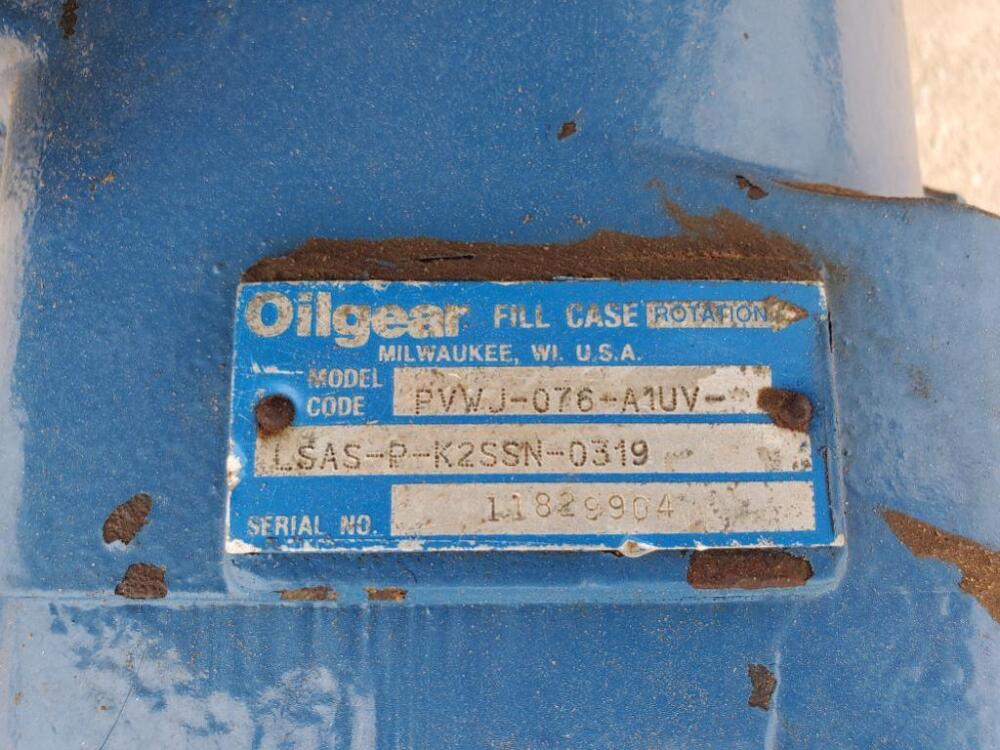 Oilgear FILL CASE ROTATION
MILWAUKEE, WI. U.S.A.
MODEL CODE PVWJ-076-A1UV-
LSAS-P-K2SSN-0319
SERIAL NO. 11829904